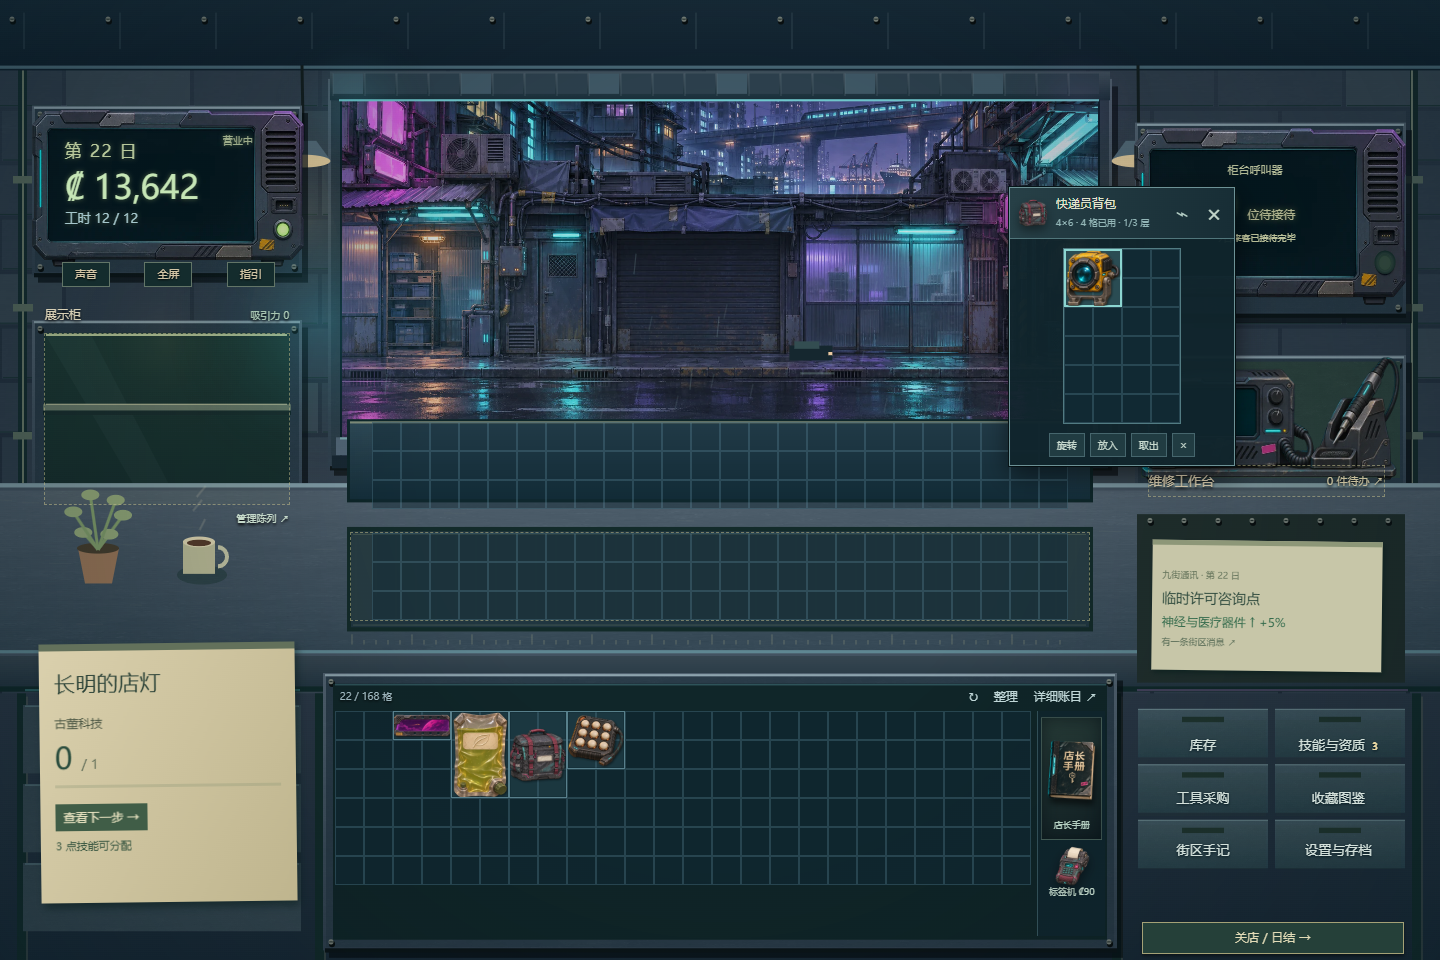 第 22 日
营业中
₡ 13,642
工时 12 / 12
声音
全屏
指引
展示柜
吸引力 0
管理陈列 ↗
柜台呼叫器
位待接待
客已接待完毕
快递员背包
4×6 · 4 格已用 · 1/3 层
旋转
放入
取出
×
维修工作台
0 件待办 ↗
九街通讯 · 第 22 日
临时许可咨询点
神经与医疗器件 ↑ +5%
有一条街区消息 ↗
长明的店灯
古董科技
0 / 1
查看下一步 →
3 点技能可分配
22 / 168 格
↻
整理
详细账目 ↗
店长
手册
店长手册
标签机 ₡90
库存
技能与资质 3
工具采购
收藏图鉴
街区手记
设置与存档
关店 / 日结 →